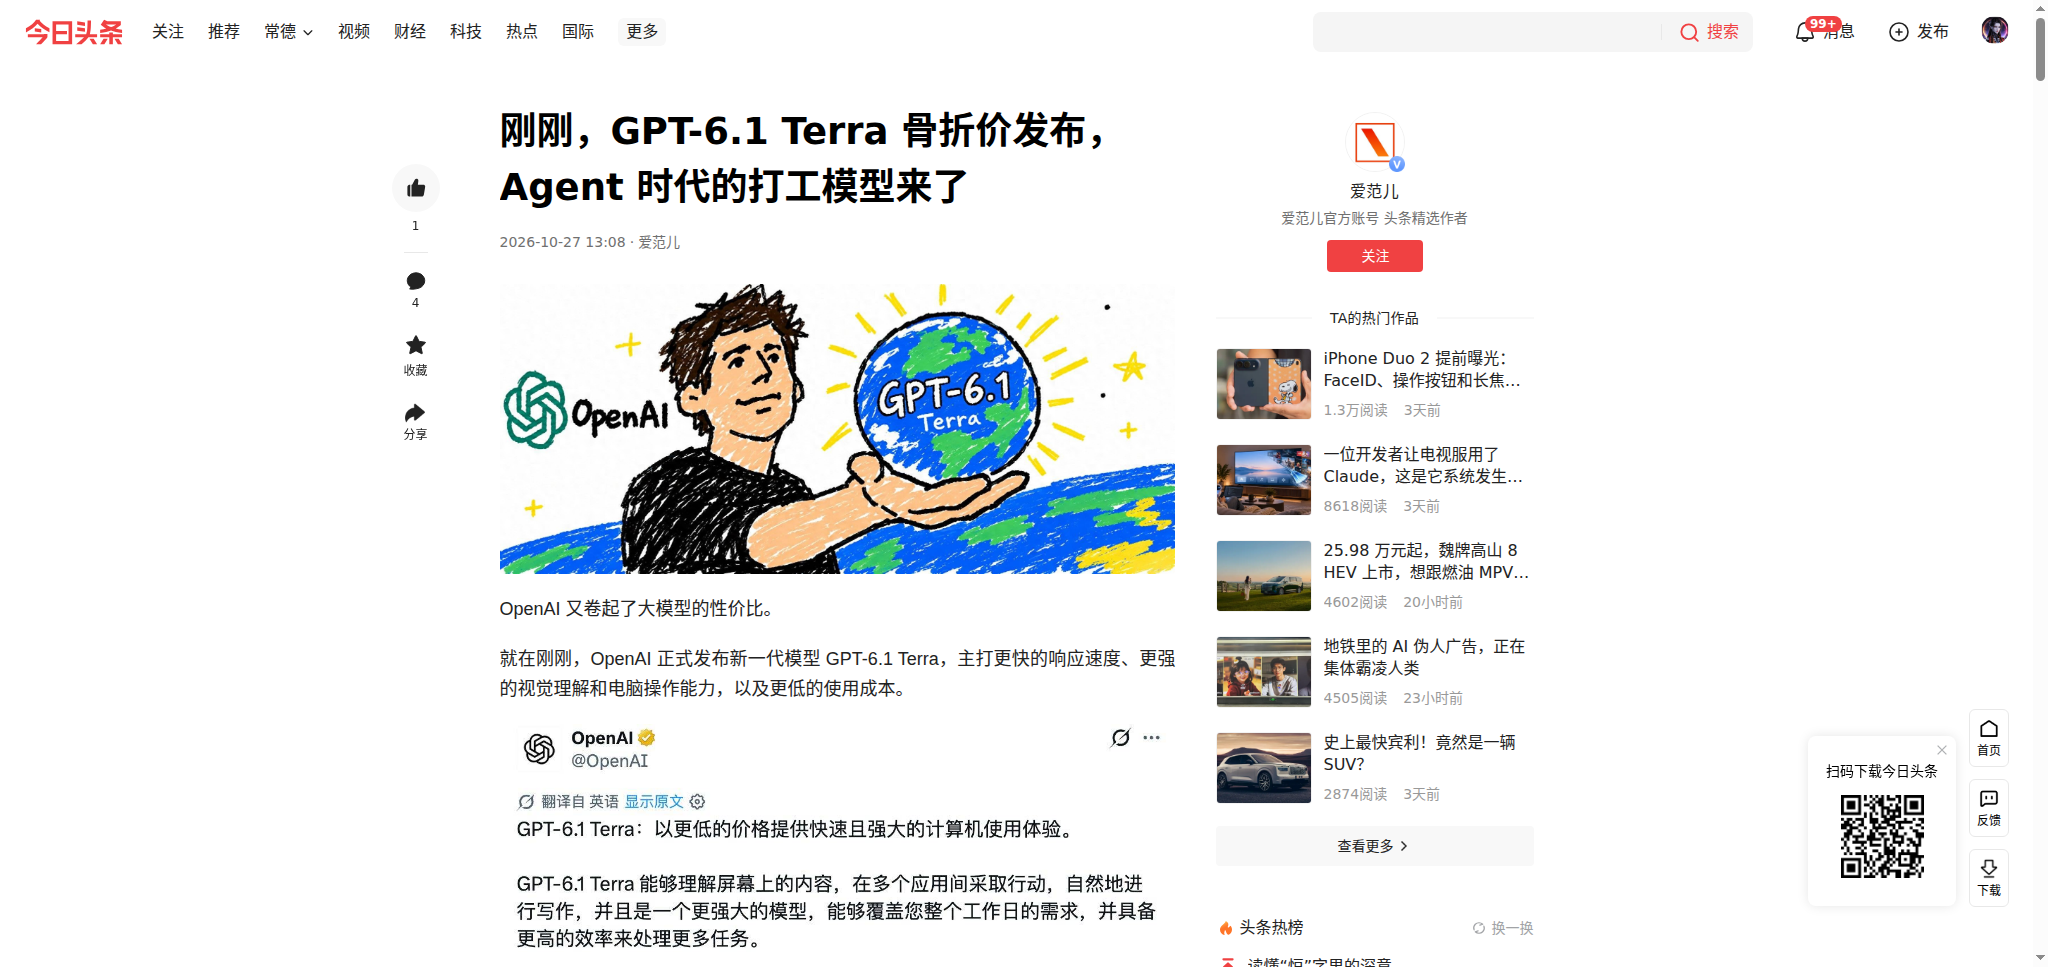 今日头条
关注 推荐 常德 视频 财经 科技 热点 国际 更多
搜索
99+
消息
发布
刚刚，GPT-6.1 Terra 骨折价发布，
Agent 时代的打工模型来了
2026-10-27 13:08 · 爱范儿
1
4
收藏
分享
OpenAI
GPT-6.1
Terra
OpenAI 又卷起了大模型的性价比。
就在刚刚，OpenAI 正式发布新一代模型 GPT-6.1 Terra，主打更快的响应速度、更强
的视觉理解和电脑操作能力，以及更低的使用成本。
OpenAI
@OpenAI
翻译自 英语 显示原文
GPT-6.1 Terra：以更低的价格提供快速且强大的计算机使用体验。
GPT-6.1 Terra 能够理解屏幕上的内容，在多个应用间采取行动，自然地进
行写作，并且是一个更强大的模型，能够覆盖您整个工作日的需求，并具备
更高的效率来处理更多任务。
爱范儿
爱范儿官方账号 头条精选作者
关注
TA的热门作品
iPhone Duo 2 提前曝光：
FaceID、操作按钮和长焦...
1.3万阅读 3天前
一位开发者让电视服用了
Claude，这是它系统发生...
8618阅读 3天前
25.98 万元起，魏牌高山 8
HEV 上市，想跟燃油 MPV...
4602阅读 20小时前
地铁里的 AI 伪人广告，正在
集体霸凌人类
4505阅读 23小时前
史上最快宾利！竟然是一辆
SUV？
2874阅读 3天前
查看更多
头条热榜
换一换
读懂“恒”字里的深意
扫码下载今日头条
首页
反馈
下载